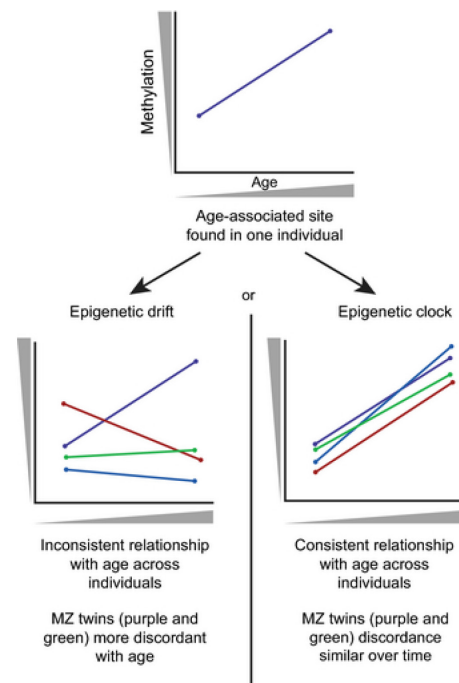 Methylation
Age
Age-associated site
found in one individual
or
Epigenetic drift
Inconsistent relationship
with age across
individuals
MZ twins (purple and
green) more discordant
with age
Epigenetic clock
Consistent relationship
with age across
individuals
MZ twins (purple and
green) discordance
similar over time